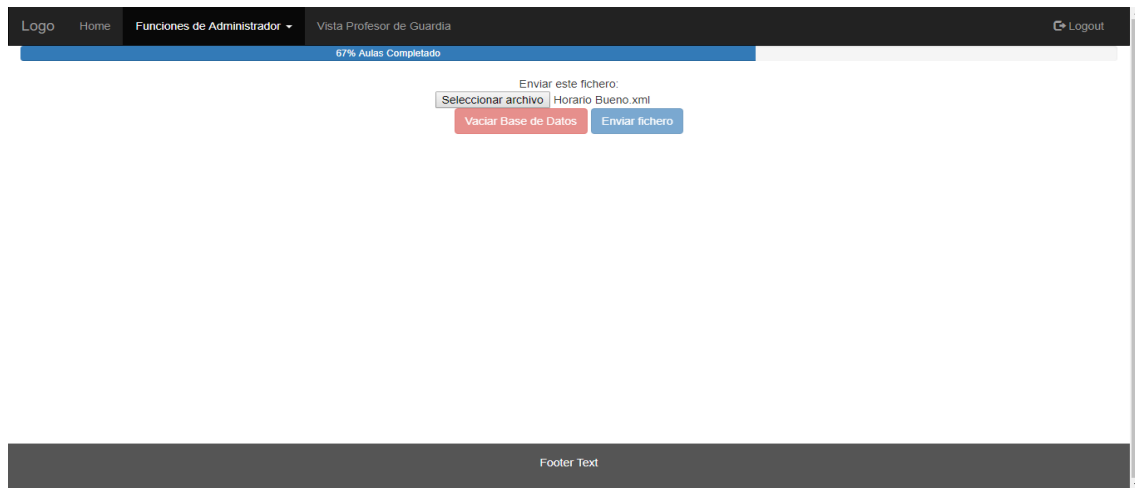 Logo Home Funciones de Administrador Vista Profesor de Guardia Logout
67% Aulas Completado
Enviar este fichero:
Seleccionar archivo Horario Bueno.xml
Vaciar Base de Datos Enviar fichero
Footer Text